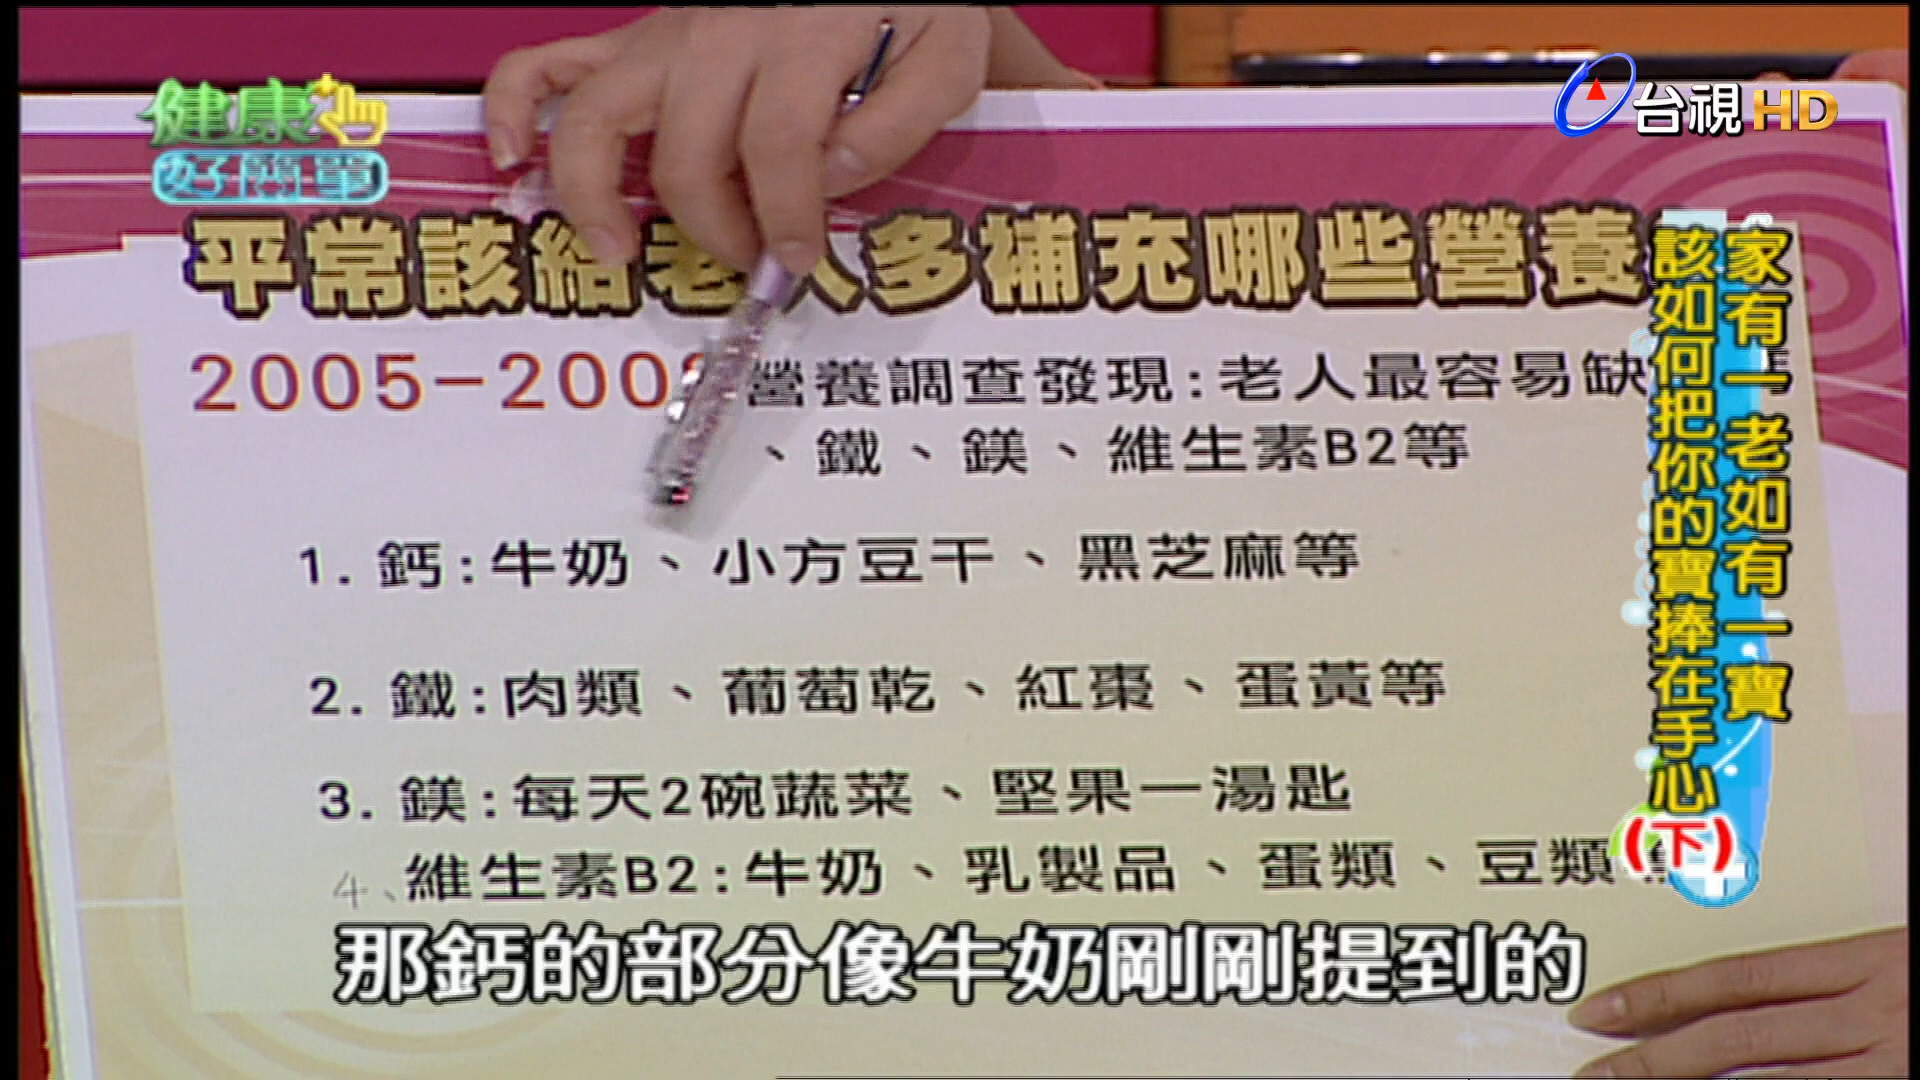 健康
好簡單
台視HD
平常該給老人多補充哪些營養
2005-200 營養調查發現:老人最容易缺
、鐵、鎂、維生素B2等
1. 鈣:牛奶、小方豆干、黑芝麻等
2. 鐵:肉類、葡萄乾、紅棗、蛋黃等
3. 鎂:每天2碗蔬菜、堅果一湯匙
4、維生素B2:牛奶、乳製品、蛋類、豆類
家有一老如有一寶
該如何把你的寶捧在手心
(下)
那鈣的部分像牛奶剛剛提到的